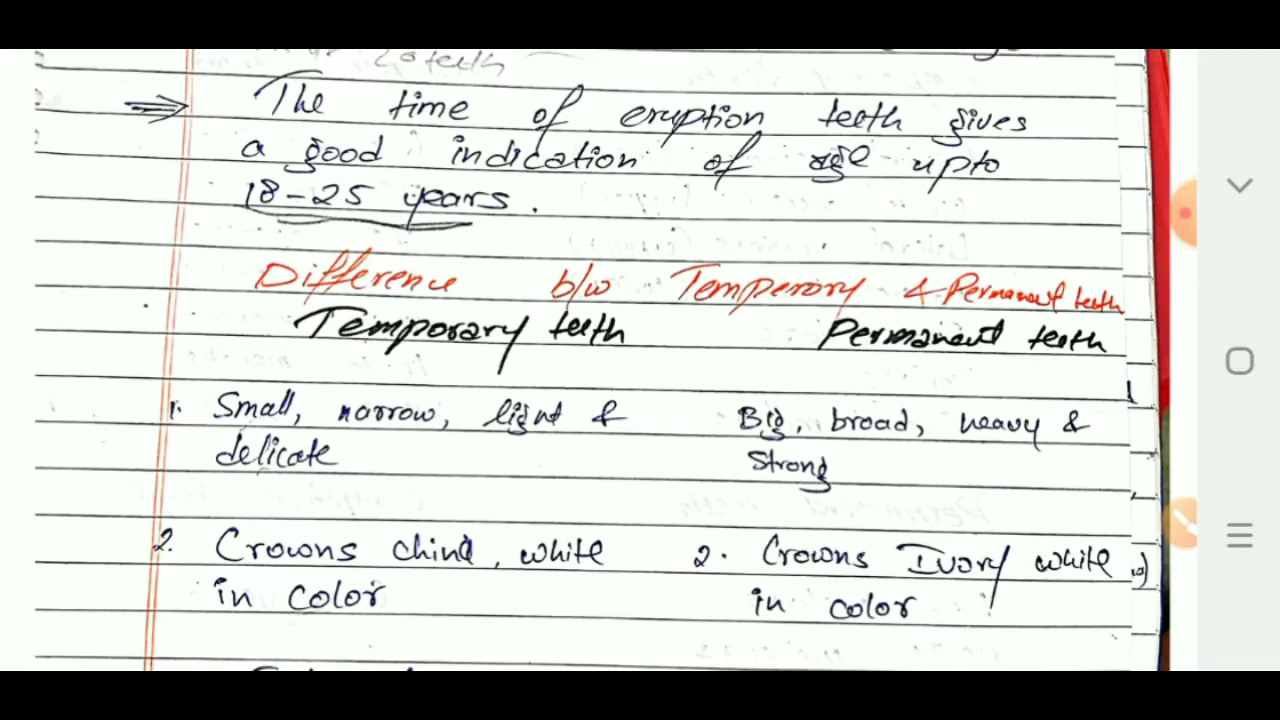 20 teeth
The time of eruption teeth gives
a good indication of age upto
18-25 years.
Difference b/w Temperory & Permanent teeth
Temporary teeth Permanent teeth
1. Small, narrow, light & Big, broad, heavy &
delicate Strong
2. Crowns china, white 2. Crowns Ivory white
in color in color